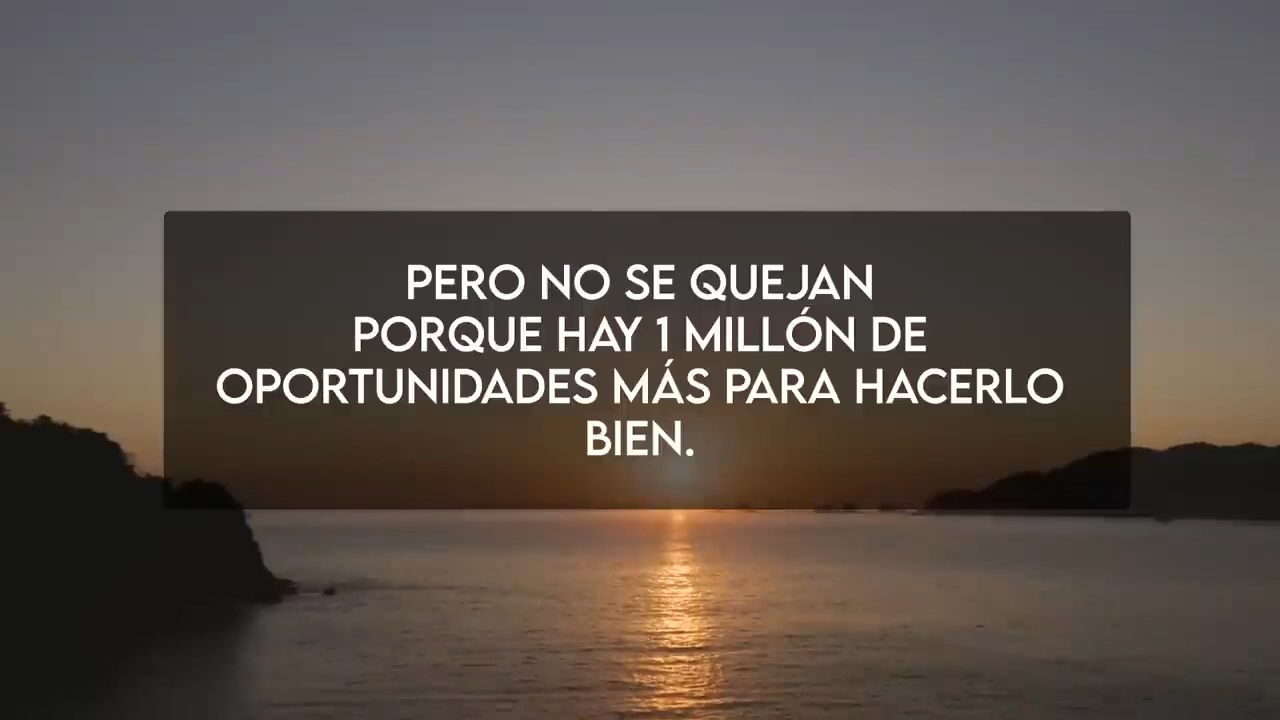 PERO NO SE QUEJAN
PORQUE HAY 1 MILLÓN DE
OPORTUNIDADES MÁS PARA HACERLO
BIEN.